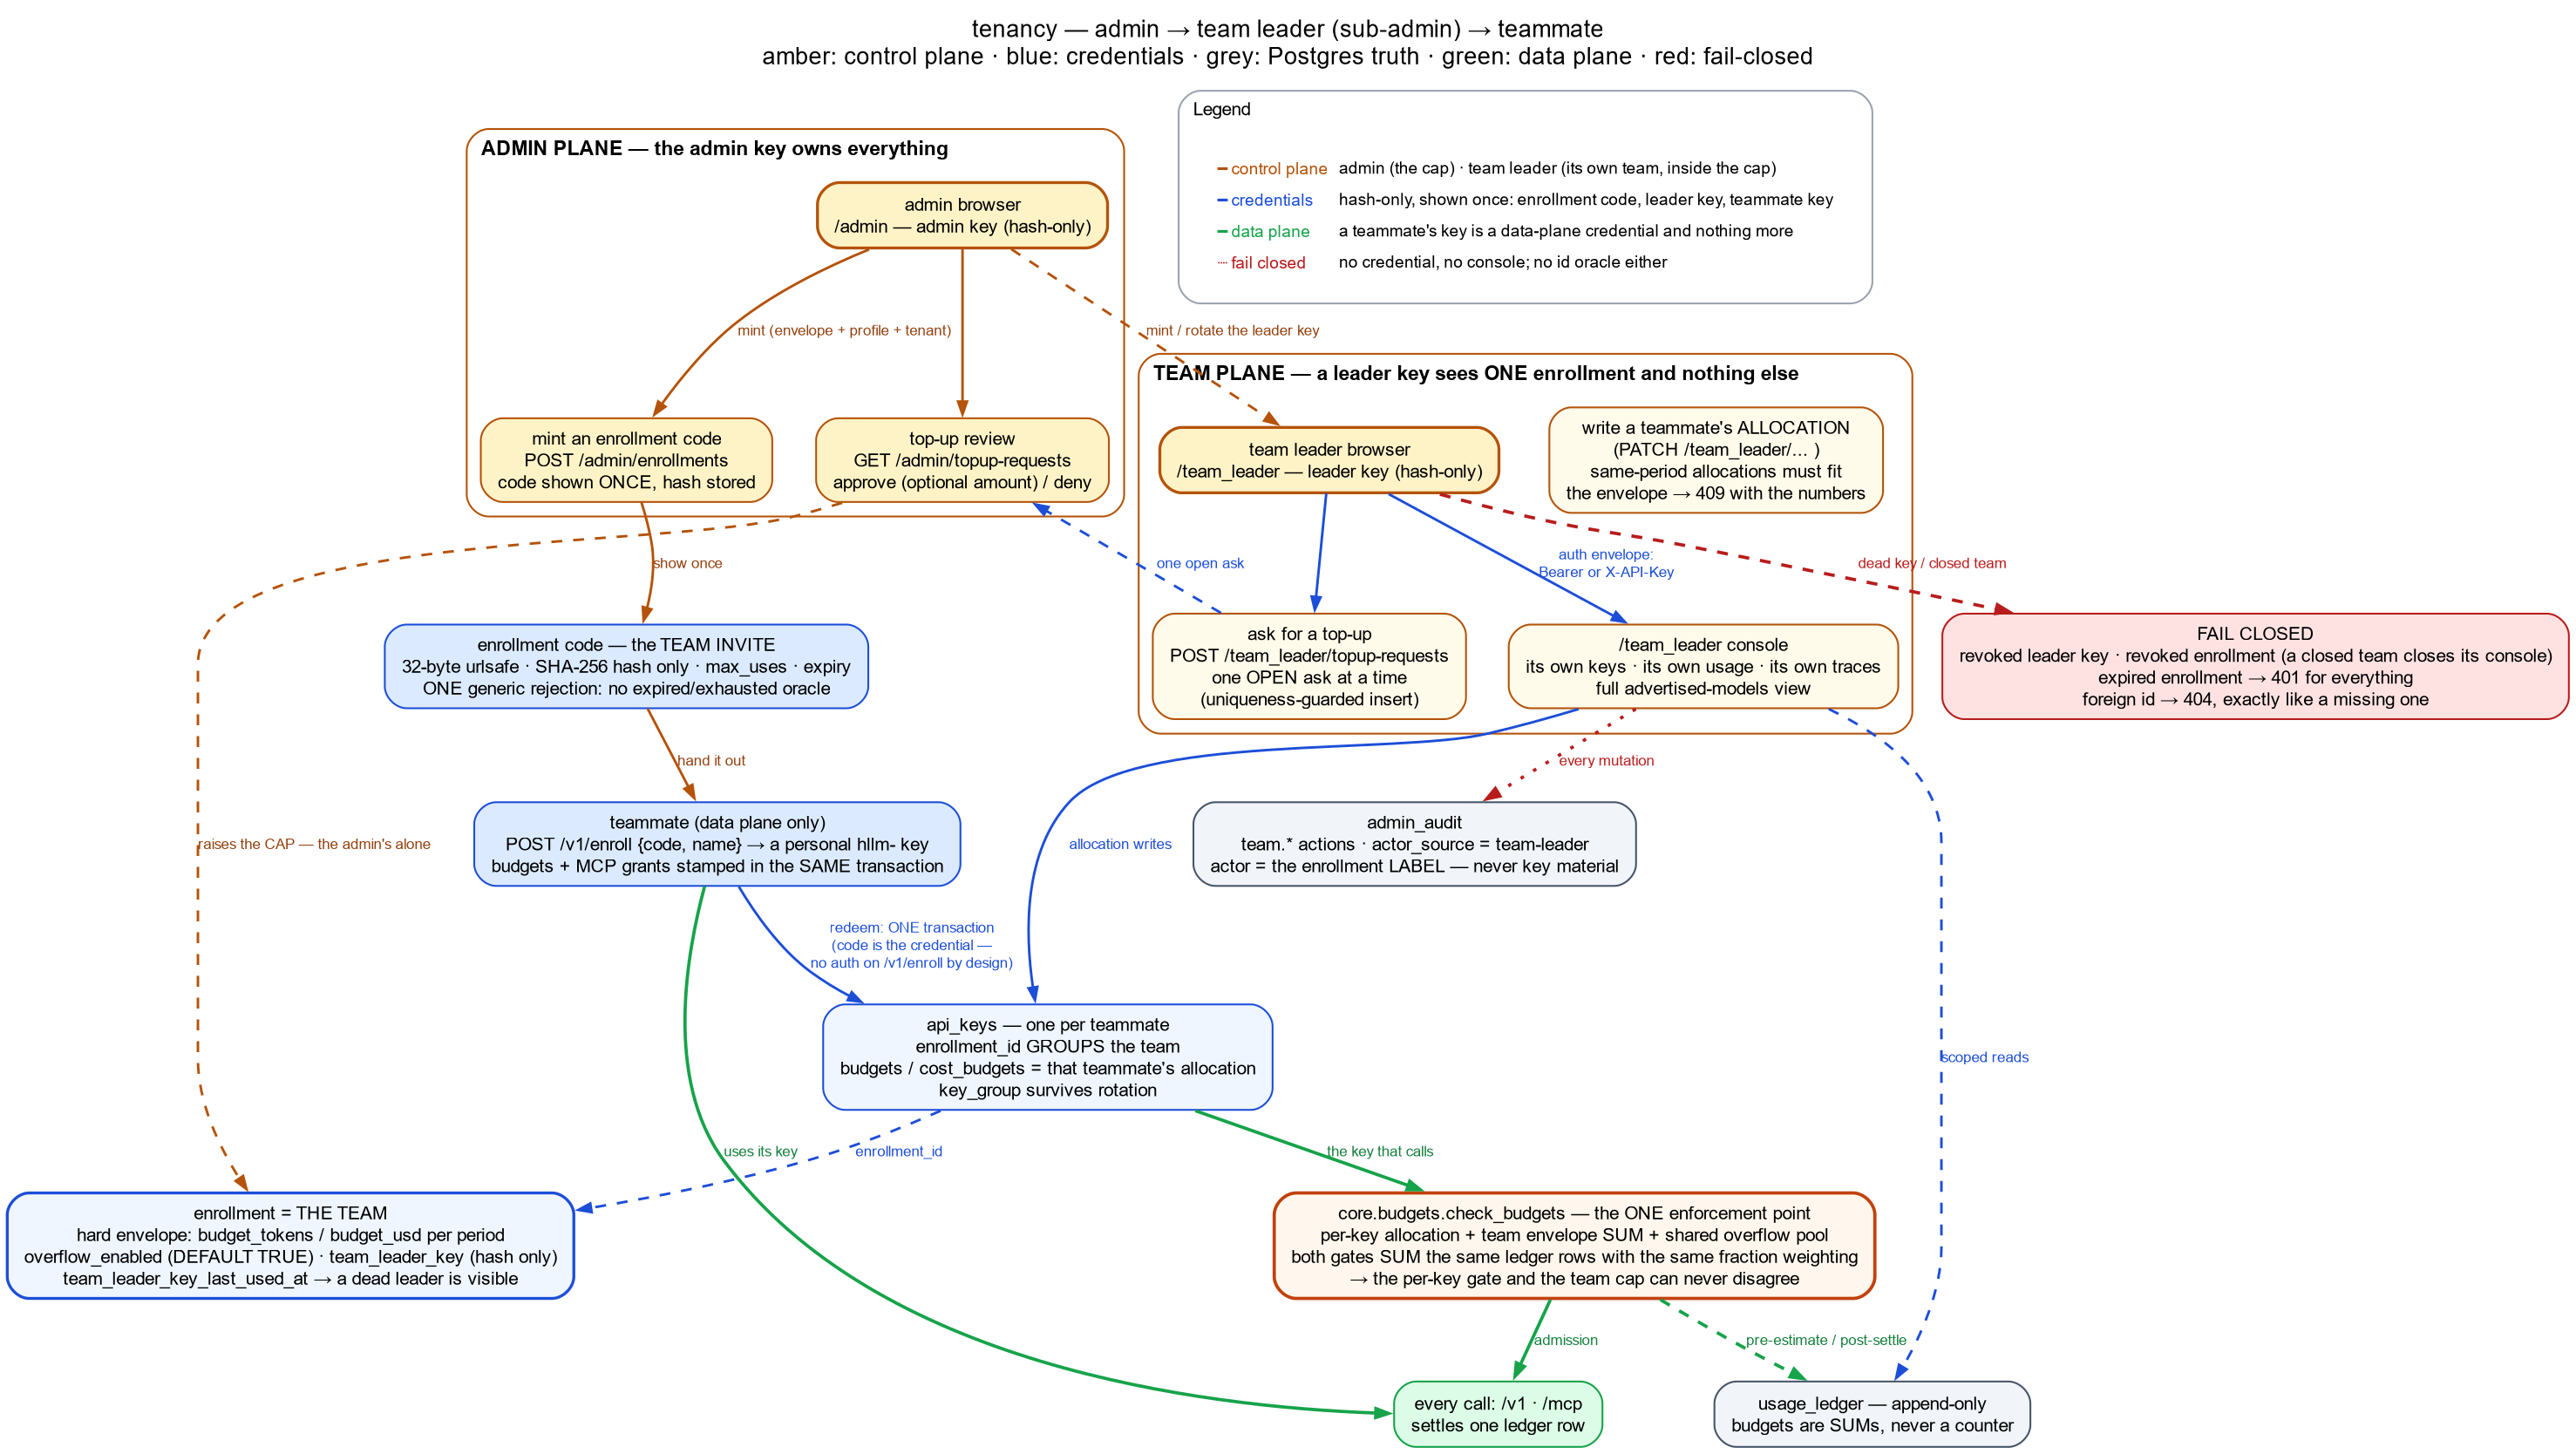 tenancy — admin → team leader (sub-admin) → teammate
amber: control plane · blue: credentials · grey: Postgres truth · green: data plane · red: fail-closed
Legend
control plane admin (the cap) · team leader (its own team, inside the cap)
credentials hash-only, shown once: enrollment code, leader key, teammate key
data plane a teammate's key is a data-plane credential and nothing more
fail closed no credential, no console; no id oracle either
ADMIN PLANE — the admin key owns everything
admin browser
/admin — admin key (hash-only)
mint (envelope + profile + tenant)
mint / rotate the leader key
mint an enrollment code
POST /admin/enrollments
code shown ONCE, hash stored
top-up review
GET /admin/topup-requests
approve (optional amount) / deny
TEAM PLANE — a leader key sees ONE enrollment and nothing else
team leader browser
/team_leader — leader key (hash-only)
write a teammate's ALLOCATION
(PATCH /team_leader/… )
same-period allocations must fit
the envelope → 409 with the numbers
show once
one open ask
auth envelope:
Bearer or X-API-Key
dead key / closed team
enrollment code — the TEAM INVITE
32-byte urlsafe · SHA-256 hash only · max_uses · expiry
ONE generic rejection: no expired/exhausted oracle
ask for a top-up
POST /team_leader/topup-requests
one OPEN ask at a time
(uniqueness-guarded insert)
/team_leader console
its own keys · its own usage · its own traces
full advertised-models view
FAIL CLOSED
revoked leader key · revoked enrollment (a closed team closes its console)
expired enrollment → 401 for everything
foreign id → 404, exactly like a missing one
hand it out
every mutation
raises the CAP — the admin's alone
teammate (data plane only)
POST /v1/enroll {code, name} → a personal hllm- key
budgets + MCP grants stamped in the SAME transaction
allocation writes
admin_audit
team.* actions · actor_source = team-leader
actor = the enrollment LABEL — never key material
redeem: ONE transaction
(code is the credential —
no auth on /v1/enroll by design)
api_keys — one per teammate
enrollment_id GROUPS the team
budgets / cost_budgets = that teammate's allocation
key_group survives rotation
scoped reads
uses its key
enrollment_id
the key that calls
enrollment = THE TEAM
hard envelope: budget_tokens / budget_usd per period
overflow_enabled (DEFAULT TRUE) · team_leader_key (hash only)
team_leader_key_last_used_at → a dead leader is visible
core.budgets.check_budgets — the ONE enforcement point
per-key allocation + team envelope SUM + shared overflow pool
both gates SUM the same ledger rows with the same fraction weighting
→ the per-key gate and the team cap can never disagree
admission
pre-estimate / post-settle
every call: /v1 · /mcp
settles one ledger row
usage_ledger — append-only
budgets are SUMs, never a counter